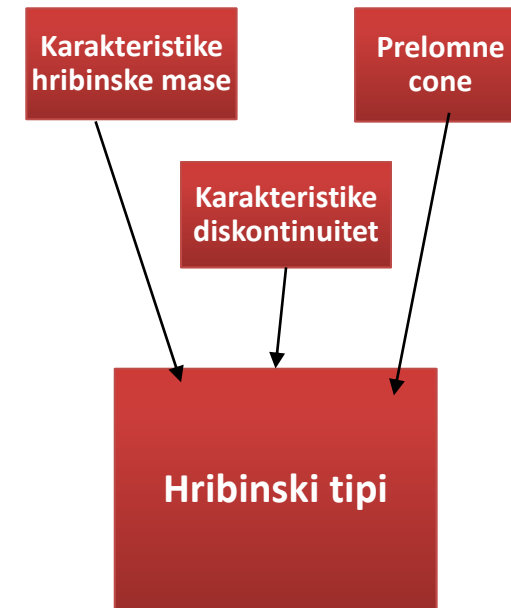 Karakteristike
hribinske mase
Prelomne
cone
Karakteristike
diskontinuitet
Hribinski tipi